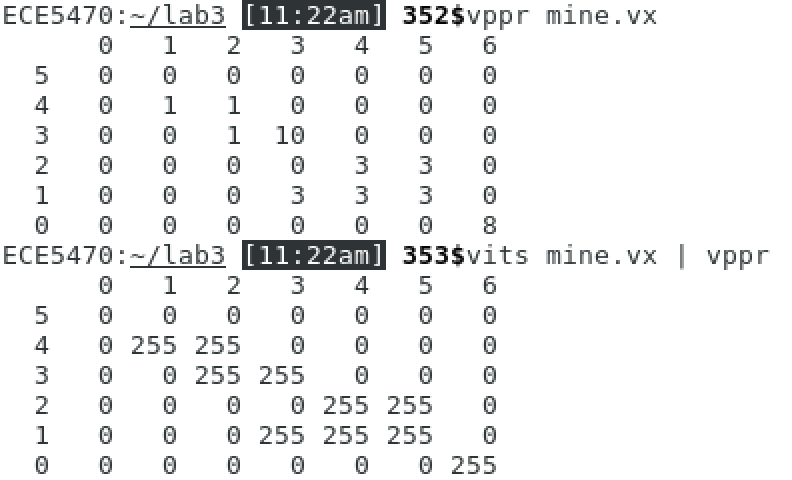 ECE5470:~/lab3 [11:22am] 352$vppr mine.vx
0 1 2 3 4 5 6
5 0 0 0 0 0 0 0
4 0 1 1 0 0 0 0
3 0 0 1 10 0 0 0
2 0 0 0 0 3 3 0
1 0 0 0 3 3 3 0
0 0 0 0 0 0 0 8
ECE5470:~/lab3 [11:22am] 353$vits mine.vx | vppr
0 1 2 3 4 5 6
5 0 0 0 0 0 0 0
4 0 255 255 0 0 0 0
3 0 0 255 255 0 0 0
2 0 0 0 0 255 255 0
1 0 0 0 255 255 255 0
0 0 0 0 0 0 0 255